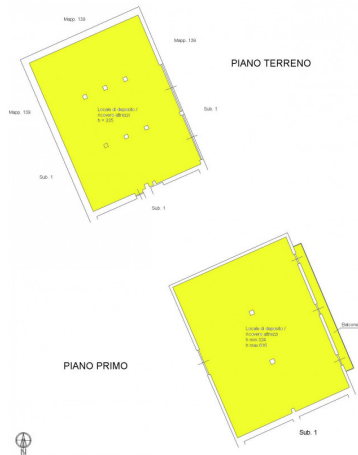 Mapp. 139
Mapp. 139
PIANO TERRENO
Mapp. 139
Locale di deposito /
ricovero attrezzi
Sub. 1
Sub. 1
Sub. 1
Locale di deposito /
ricovero attrezzi
Balcone
PIANO PRIMO
Sub. 1
N